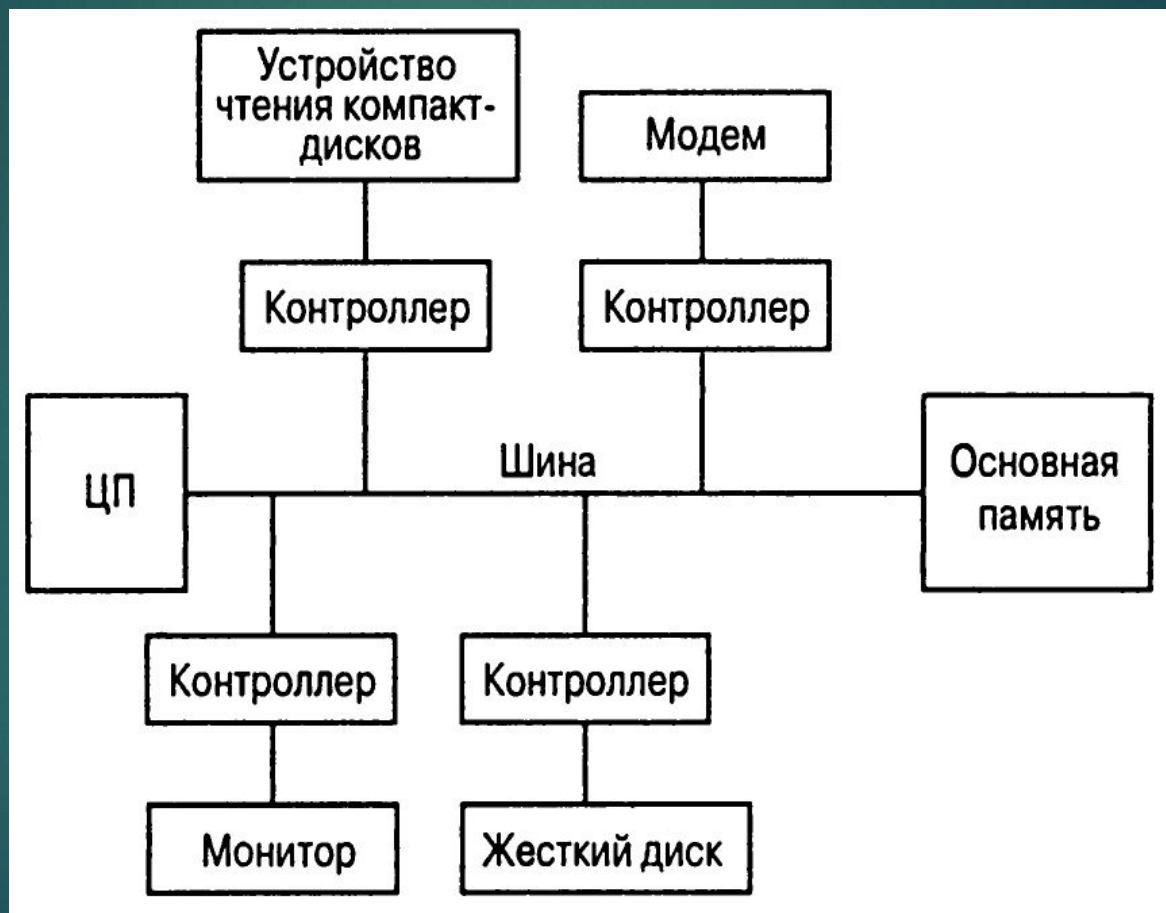 Устройство
чтения компакт-
дисков
Модем
Контроллер
Контроллер
ЦП
Шина
Основная
память
Контроллер
Контроллер
Монитор
Жесткий диск